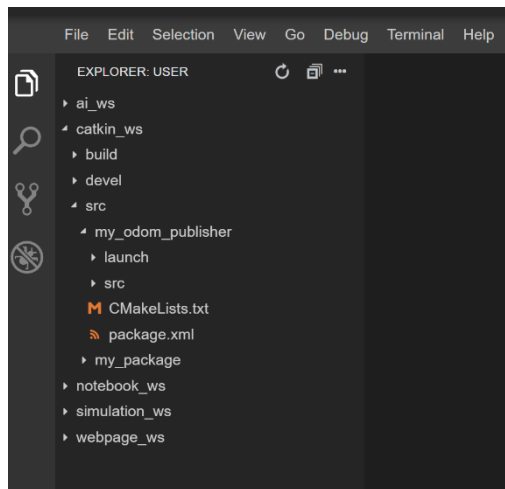 File Edit Selection View Go Debug Terminal Help
EXPLORER: USER
ai_ws
catkin_ws
build
devel
src
my_odom_publisher
launch
src
CMakeLists.txt
package.xml
my_package
notebook_ws
simulation_ws
webpage_ws